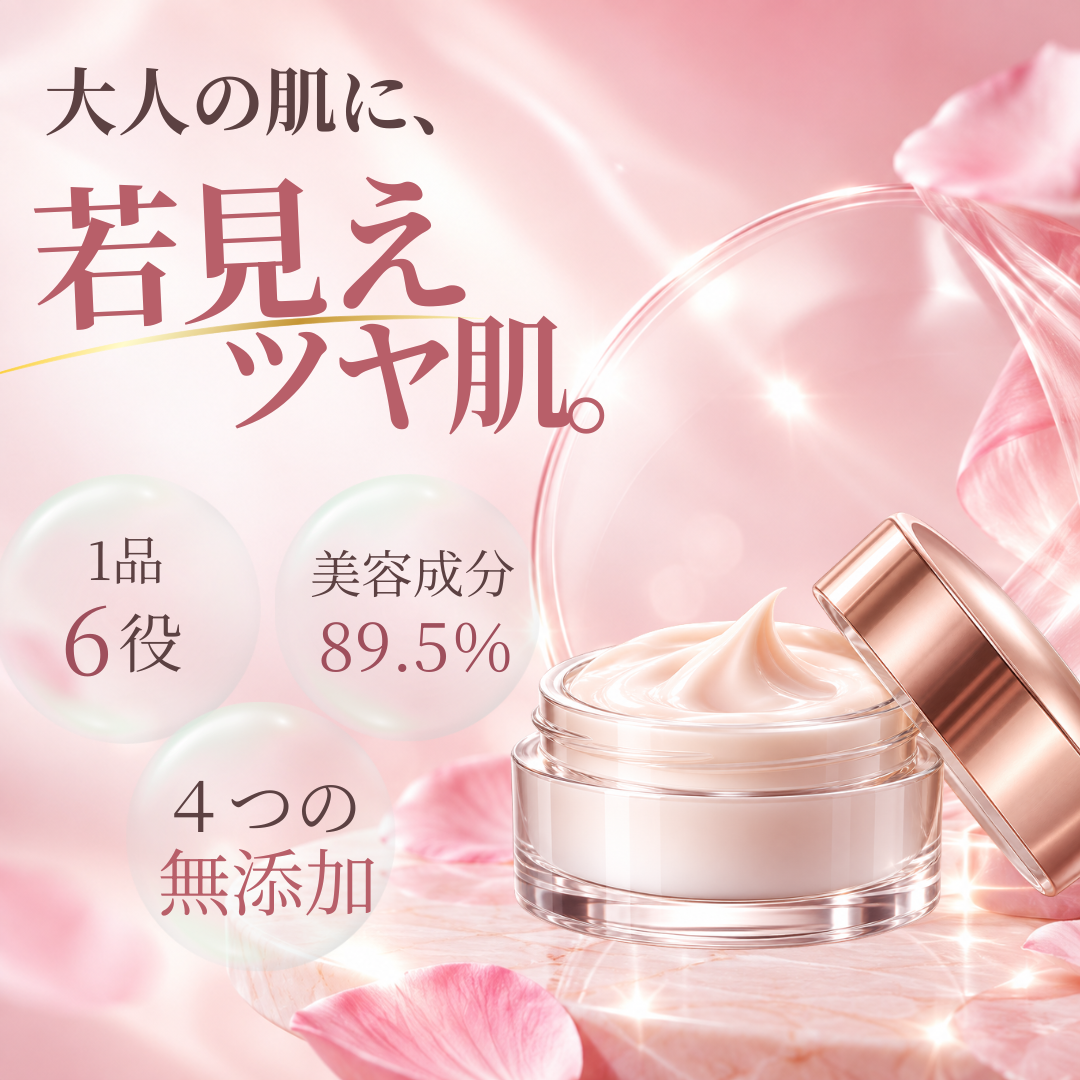 大人の肌に、
若見え
ツヤ肌。
1品
6役
美容成分
89.5%
４つの
無添加